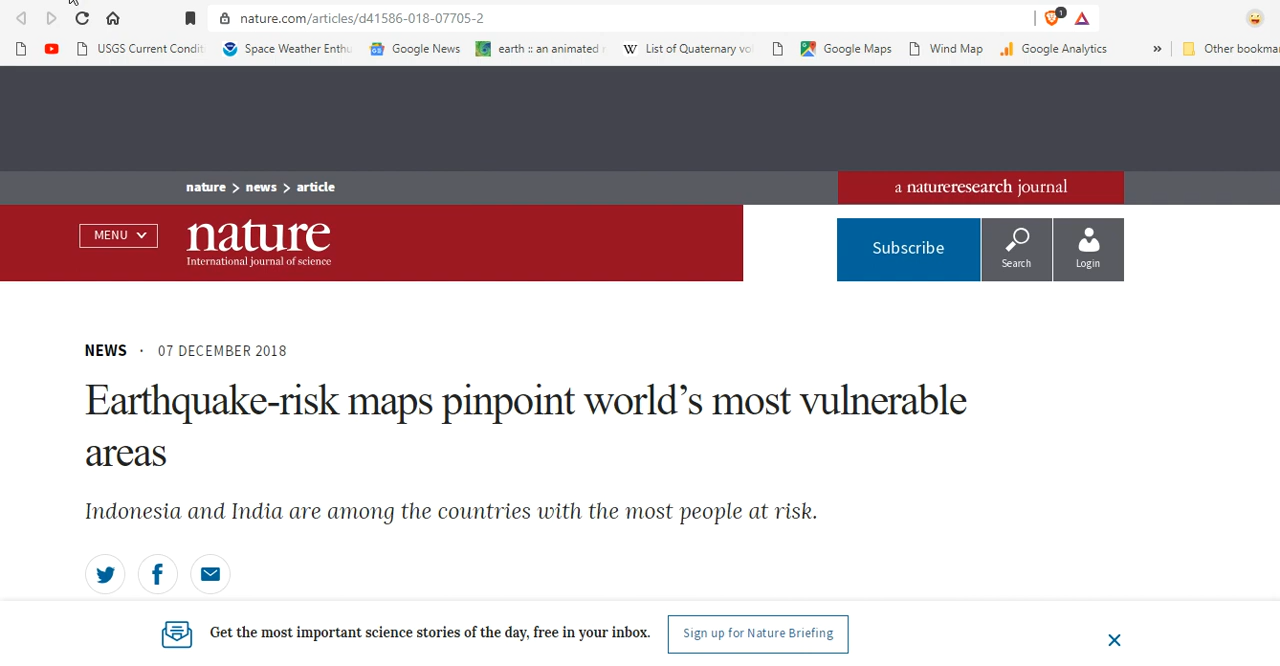 nature.com/articles/d41586-018-07705-2
1
USGS Current Condit
Space Weather Enthu
Google News
earth :: an animated
W
List of Quaternary vo
Google Maps
Wind Map
Google Analytics
»
Other bookma
nature > news > article
a natureresearch journal
MENU
nature
International journal of science
Subscribe
Search
Login
NEWS · 07 DECEMBER 2018
Earthquake-risk maps pinpoint world’s most vulnerable
areas
Indonesia and India are among the countries with the most people at risk.
Get the most important science stories of the day, free in your inbox.
Sign up for Nature Briefing